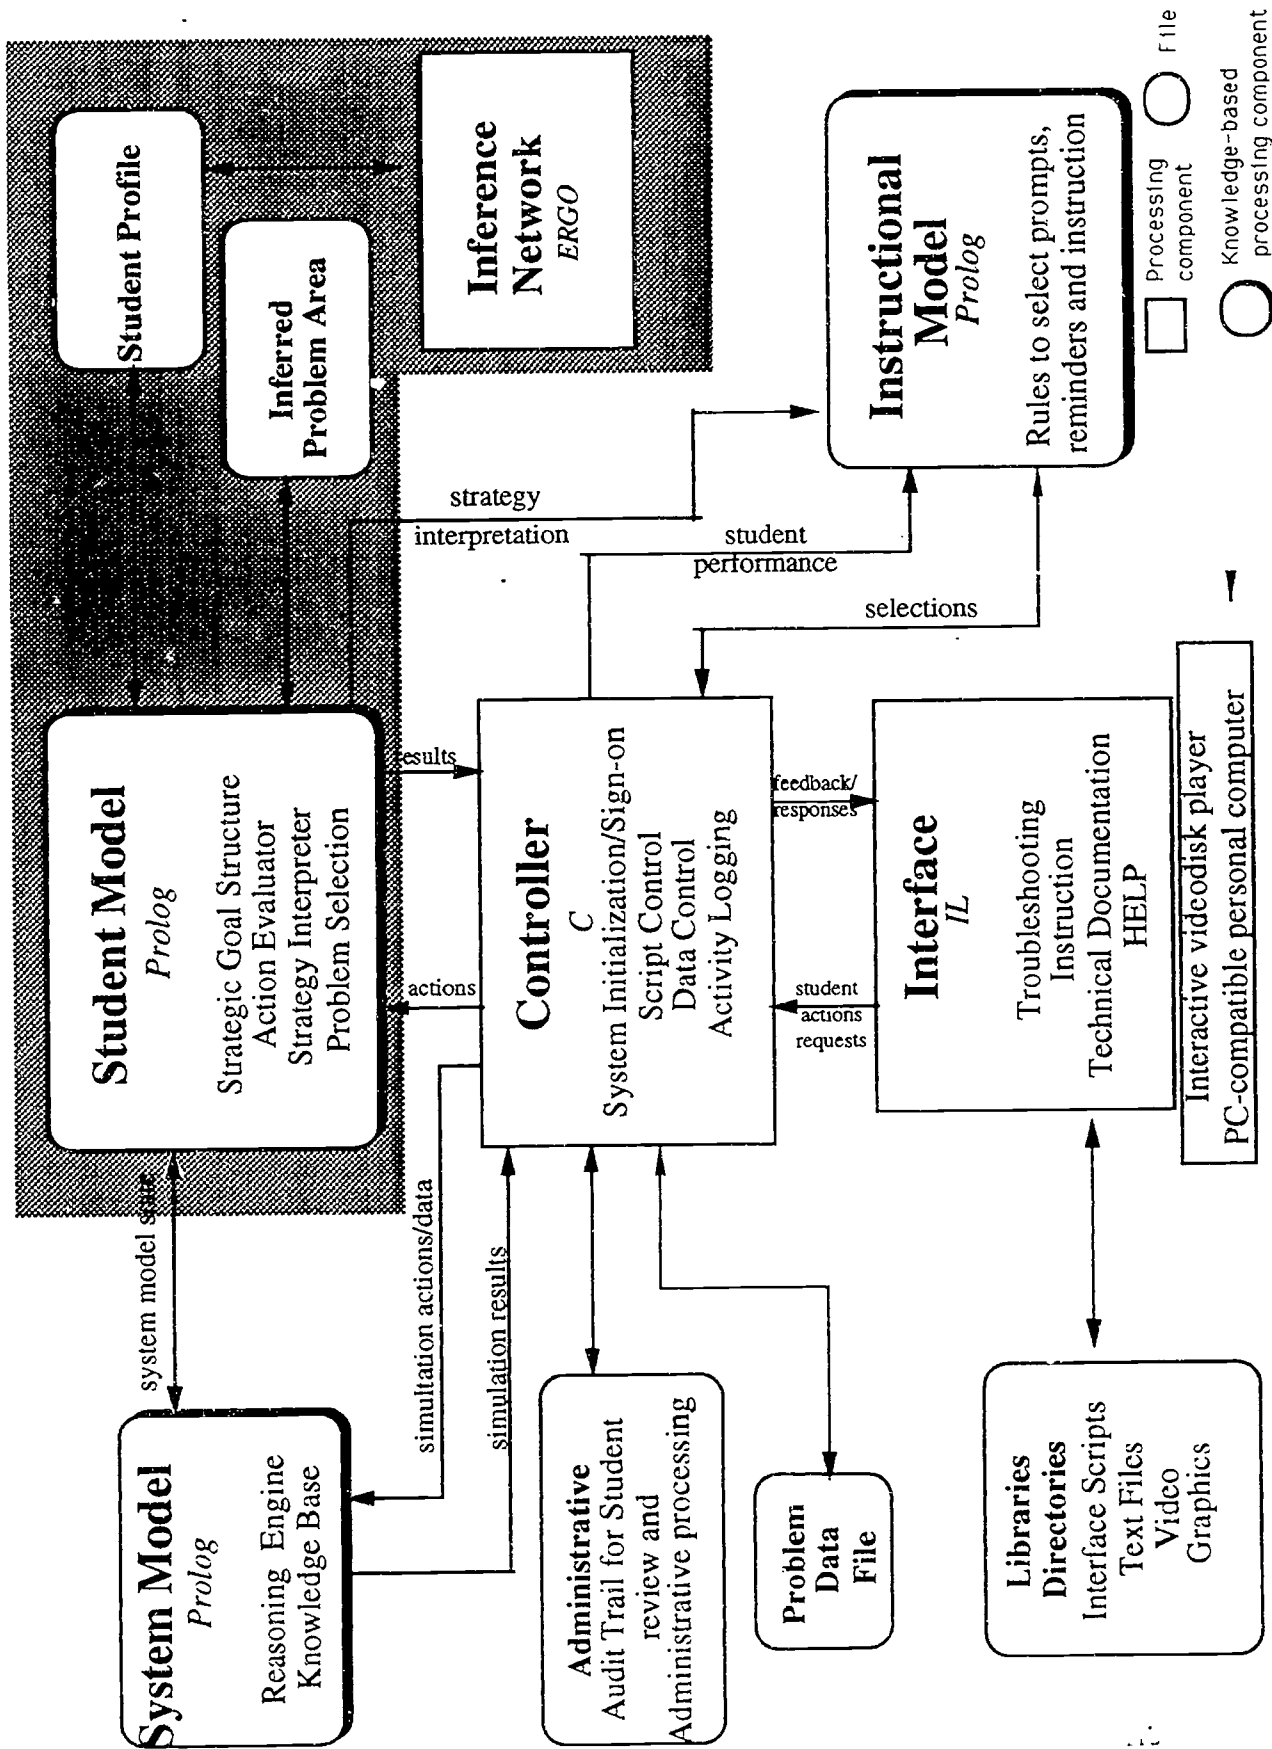 System Model
Prolog
Reasoning Engine
Knowledge Base
system model state
Student Model
Prolog
Strategic Goal Structure
Action Evaluator
Strategy Interpreter
Problem Selection
Student Profile
Inferred
Problem Area
Inference
Network
ERGO
simultation actions/data
simulation results
actions
results
strategy
interpretation
student
performance
selections
Administrative
Audit Trail for Student
review and
Administrative processing
Controller
C
System Initialization/Sign-on
Script Control
Data Control
Activity Logging
Problem
Data
File
student
actions
requests
feedback/
responses
Instructional
Model
Prolog
Rules to select prompts,
reminders and instruction
Libraries
Directories
Interface Scripts
Text Files
Video
Graphics
Interface
IL
Troubleshooting
Instruction
Technical Documentation
HELP
Interactive videodisk player
PC-compatible personal computer
Processing
component
File
Knowledge-based
processing component